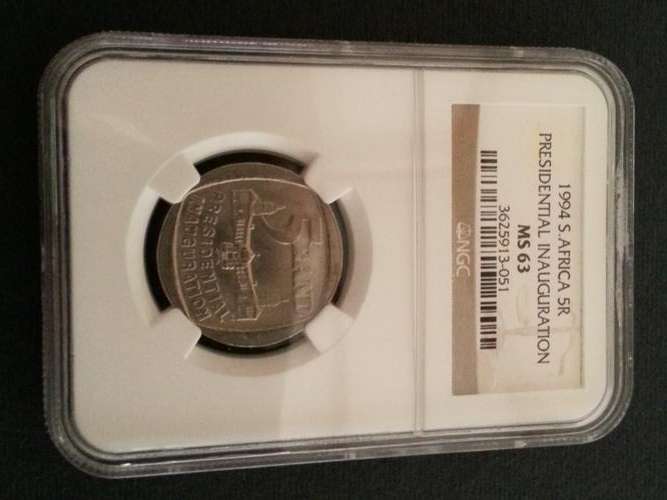 1994 S.AFRICA 5R
PRESIDENTIAL INAUGURATION
MS 63
3625913-051
NGC
5 RAND
PRESIDENTIAL
INAUGURATION